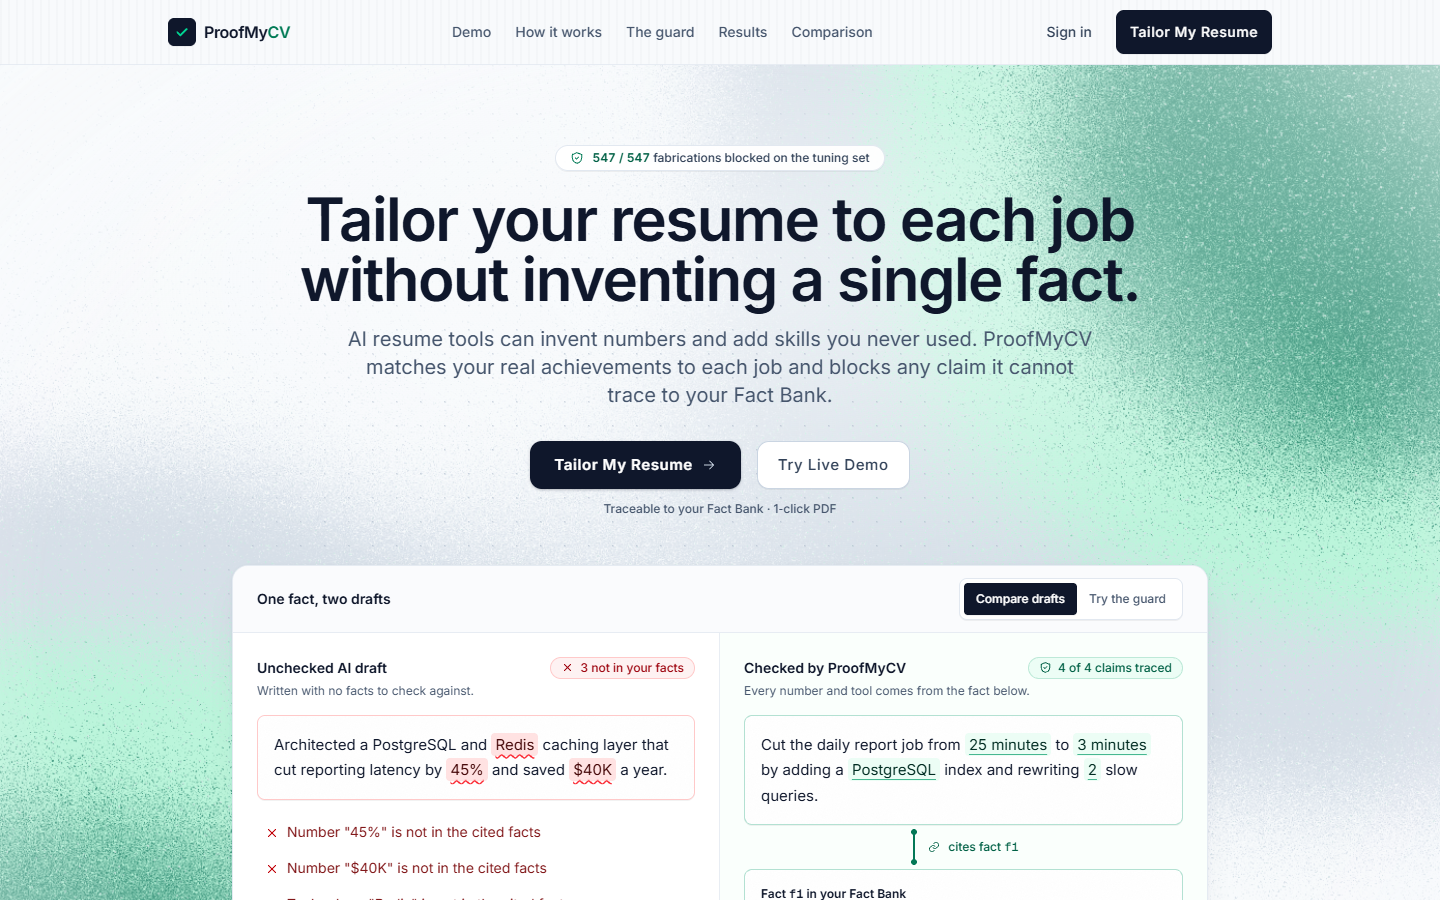 ProofMyCV
Demo
How it works
The guard
Results
Comparison
Sign in
Tailor My Resume
547 / 547 fabrications blocked on the tuning set
Tailor your resume to each job
without inventing a single fact.
AI resume tools can invent numbers and add skills you never used. ProofMyCV
matches your real achievements to each job and blocks any claim it cannot
trace to your Fact Bank.
Tailor My Resume →
Try Live Demo
Traceable to your Fact Bank · 1-click PDF
One fact, two drafts
Compare drafts
Try the guard
Unchecked AI draft
3 not in your facts
Written with no facts to check against.
Architected a PostgreSQL and Redis caching layer that
cut reporting latency by 45% and saved $40K a year.
Number "45%" is not in the cited facts
Number "$40K" is not in the cited facts
Checked by ProofMyCV
4 of 4 claims traced
Every number and tool comes from the fact below.
Cut the daily report job from 25 minutes to 3 minutes
by adding a PostgreSQL index and rewriting 2 slow
queries.
cites fact f1
Fact f1 in your Fact Bank